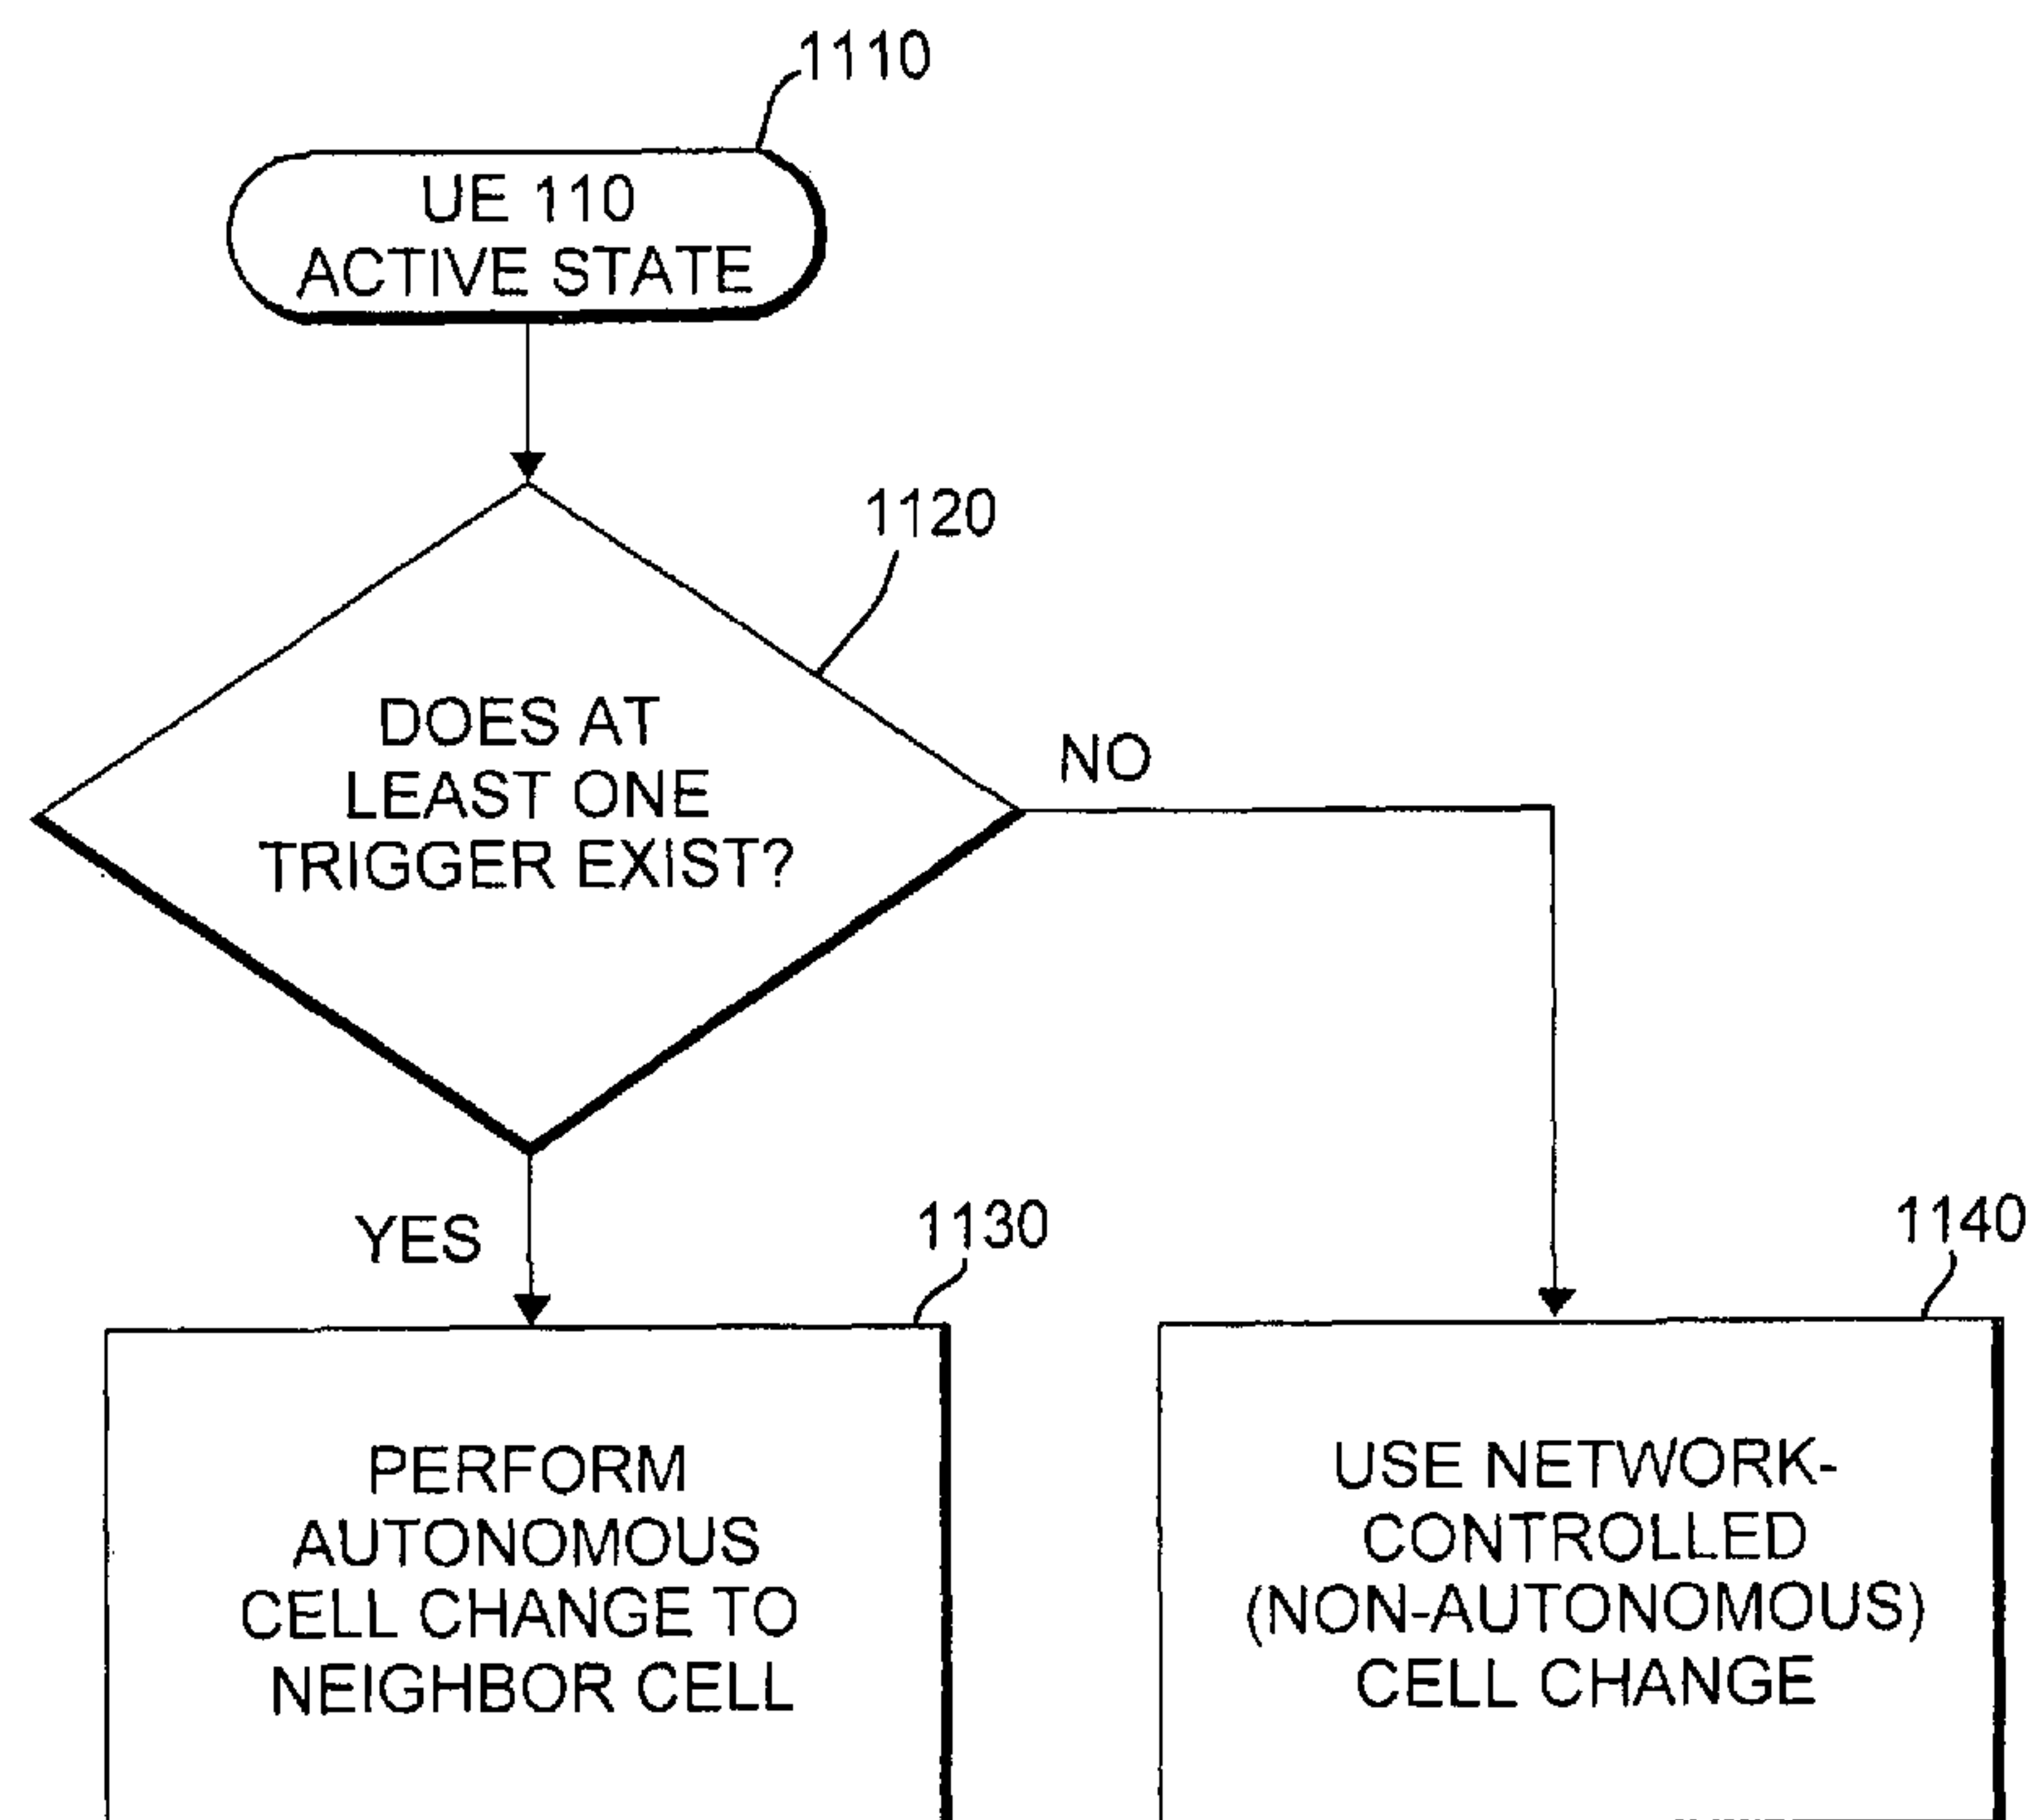 1110
UE 110
ACTIVE STATE
1120
DOES AT
LEAST ONE
TRIGGER EXIST?
NO
YES
1130
1140
PERFORM
AUTONOMOUS
CELL CHANGE TO
NEIGHBOR CELL
USE NETWORK-
CONTROLLED
(NON-AUTONOMOUS)
CELL CHANGE